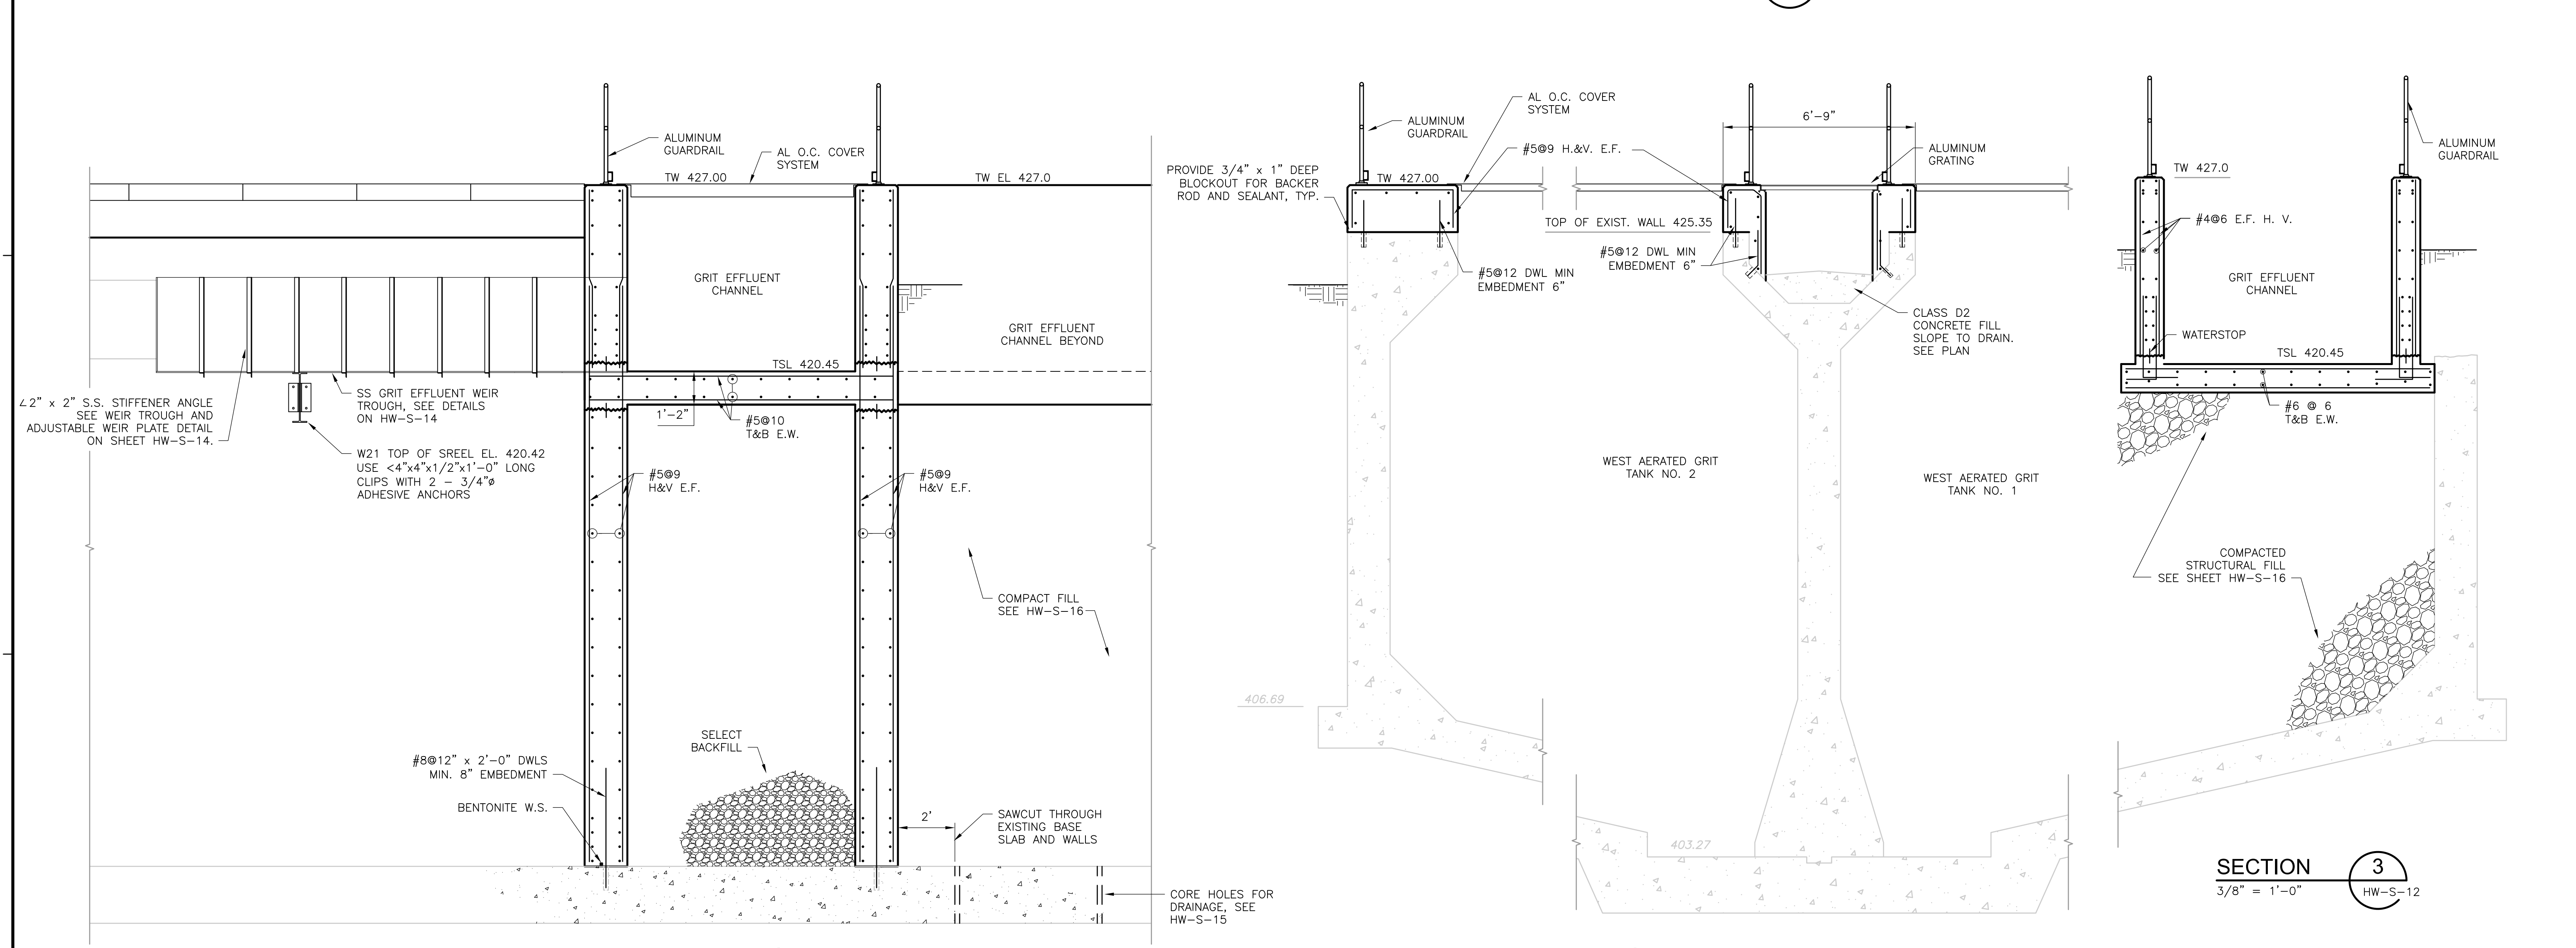 ALUMINUM
GUARDRAIL
AL O.C. COVER
SYSTEM
TW 427.00
TW EL 427.0
GRIT EFFLUENT
CHANNEL
GRIT EFFLUENT
CHANNEL BEYOND
TSL 420.45
∠2" x 2" S.S. STIFFENER ANGLE
SEE WEIR TROUGH AND
ADJUSTABLE WEIR PLATE DETAIL
ON SHEET HW-S-14.
SS GRIT EFFLUENT WEIR
TROUGH, SEE DETAILS
ON HW-S-14
W21 TOP OF SREEL EL. 420.42
USE <4"x4"x1/2"x1'-0" LONG
CLIPS WITH 2 - 3/4"ø
ADHESIVE ANCHORS
1'-2"
#5@10
T&B E.W.
#5@9
H&V E.F.
#5@9
H&V E.F.
COMPACT FILL
SEE HW-S-16
SELECT
BACKFILL
#8@12" x 2'-0" DWLS
MIN. 8" EMBEDMENT
BENTONITE W.S.
2'
SAWCUT THROUGH
EXISTING BASE
SLAB AND WALLS
CORE HOLES FOR
DRAINAGE, SEE
HW-S-15
PROVIDE 3/4" x 1" DEEP
BLOCKOUT FOR BACKER
ROD AND SEALANT, TYP.
ALUMINUM
GUARDRAIL
AL O.C. COVER
SYSTEM
#5@9 H.&V. E.F.
TW 427.00
TOP OF EXIST. WALL 425.35
#5@12 DWL MIN
EMBEDMENT 6"
#5@12 DWL MIN
EMBEDMENT 6"
6'-9"
ALUMINUM
GRATING
CLASS D2
CONCRETE FILL
SLOPE TO DRAIN.
SEE PLAN
WEST AERATED GRIT
TANK NO. 2
WEST AERATED GRIT
TANK NO. 1
406.69
403.27
ALUMINUM
GUARDRAIL
TW 427.0
#4@6 E.F. H. V.
GRIT EFFLUENT
CHANNEL
WATERSTOP
TSL 420.45
#6 @ 6
T&B E.W.
COMPACTED
STRUCTURAL FILL
SEE SHEET HW-S-16
SECTION
3
3/8" = 1'-0"
HW-S-12